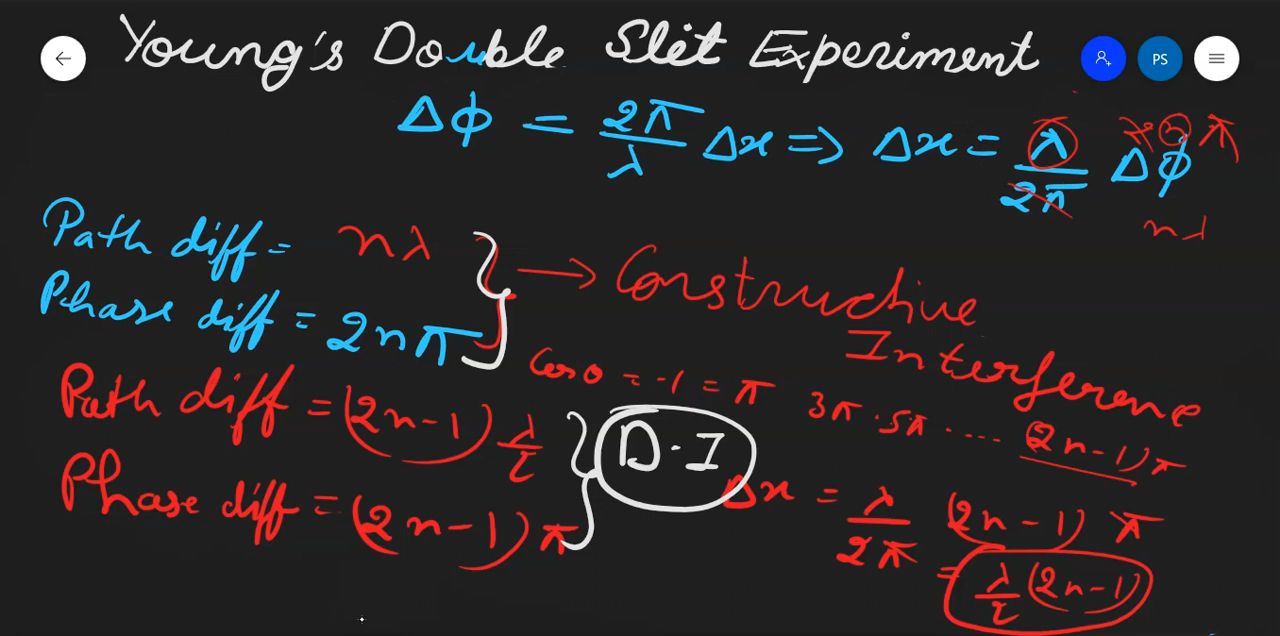 Young's Double Slit Experiment
PS
Δφ = 2π/λ Δx => Δx = λ/2π Δφ
π
nλ
Path diff = nλ
Phase diff = 2nπ
→ Constructive
Interference
Cos θ = -1 = π 3π · 5π ---- (2n-1)π
Path diff = (2n-1) λ/2
Phase diff = (2n-1) π
D·I
Δx = λ/2π (2n-1) π
= λ/2 (2n-1)